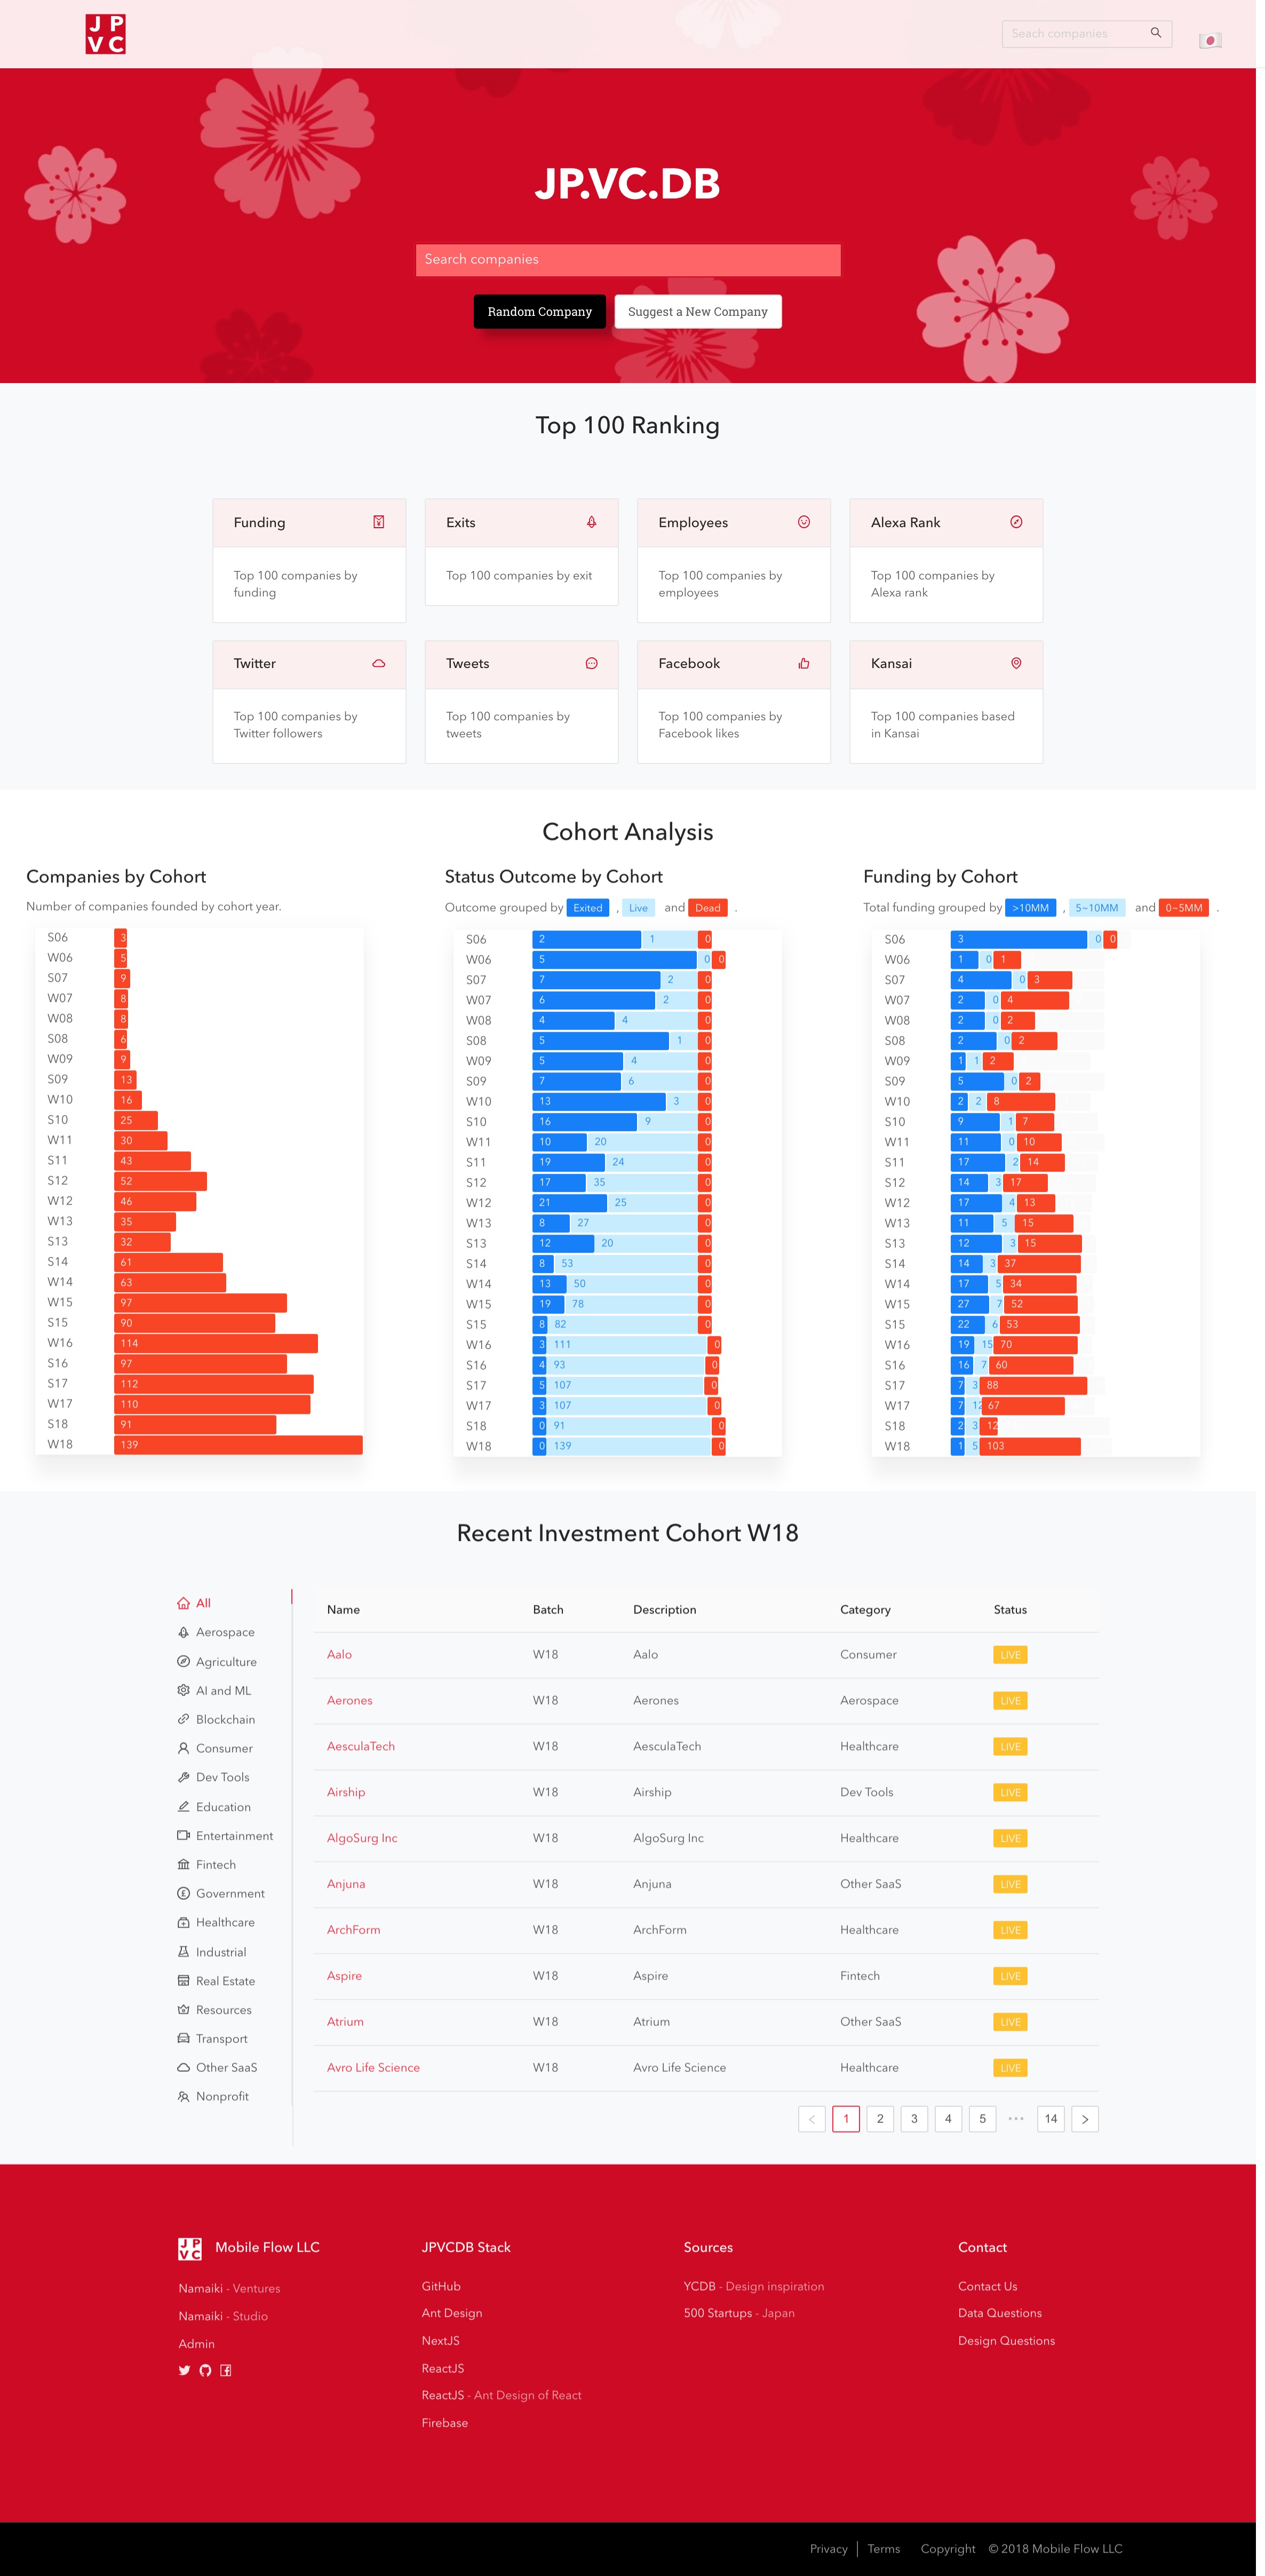 J P
V C
Seach companies
JP.VC.DB
Search companies
Random Company
Suggest a New Company
Top 100 Ranking
Funding
Top 100 companies by
funding
Exits
Top 100 companies by exit
Employees
Top 100 companies by
employees
Alexa Rank
Top 100 companies by
Alexa rank
Twitter
Top 100 companies by
Twitter followers
Tweets
Top 100 companies by
tweets
Facebook
Top 100 companies by
Facebook likes
Kansai
Top 100 companies based
in Kansai
Cohort Analysis
Companies by Cohort
Number of companies founded by cohort year.
S06 3
W06 5
S07 9
W07 8
W08 8
S08 6
W09 9
S09 13
W10 16
S10 25
W11 30
S11 43
S12 52
W12 46
W13 35
S13 32
S14 61
W14 63
W15 97
S15 90
W16 114
S16 97
S17 112
W17 110
S18 91
W18 139
Status Outcome by Cohort
Outcome grouped by Exited , Live and Dead .
S06 2 1 0
W06 5 0 0
S07 7 2 0
W07 6 2 0
W08 4 4 0
S08 5 1 0
W09 5 4 0
S09 7 6 0
W10 13 3 0
S10 16 9 0
W11 10 20 0
S11 19 24 0
S12 17 35 0
W12 21 25 0
W13 8 27 0
S13 12 20 0
S14 8 53 0
W14 13 50 0
W15 19 78 0
S15 8 82 0
W16 3 111 0
S16 4 93 0
S17 5 107 0
W17 3 107 0
S18 0 91 0
W18 0 139 0
Funding by Cohort
Total funding grouped by >10MM , 5~10MM and 0~5MM .
S06 3 0 0
W06 1 0 1
S07 4 0 3
W07 2 0 4
W08 2 0 2
S08 2 0 2
W09 1 1 2
S09 5 0 2
W10 2 2 8
S10 9 1 7
W11 11 0 10
S11 17 2 14
S12 14 3 17
W12 17 4 13
W13 11 5 15
S13 12 3 15
S14 14 3 37
W14 17 5 34
W15 27 7 52
S15 22 6 53
W16 19 15 70
S16 16 7 60
S17 7 3 88
W17 7 12 67
S18 2 3 12
W18 1 5 103
Recent Investment Cohort W18
All
Aerospace
Agriculture
AI and ML
Blockchain
Consumer
Dev Tools
Education
Entertainment
Fintech
Government
Healthcare
Industrial
Real Estate
Resources
Transport
Other SaaS
Nonprofit
Name Batch Description Category Status
Aalo W18 Aalo Consumer LIVE
Aerones W18 Aerones Aerospace LIVE
AesculaTech W18 AesculaTech Healthcare LIVE
Airship W18 Airship Dev Tools LIVE
AlgoSurg Inc W18 AlgoSurg Inc Healthcare LIVE
Anjuna W18 Anjuna Other SaaS LIVE
ArchForm W18 ArchForm Healthcare LIVE
Aspire W18 Aspire Fintech LIVE
Atrium W18 Atrium Other SaaS LIVE
Avro Life Science W18 Avro Life Science Healthcare LIVE
< 1 2 3 4 5 ••• 14 >
J P
V C
Mobile Flow LLC
Namaiki - Ventures
Namaiki - Studio
Admin
JPVCDB Stack
GitHub
Ant Design
NextJS
ReactJS
ReactJS - Ant Design of React
Firebase
Sources
YCDB - Design inspiration
500 Startups - Japan
Contact
Contact Us
Data Questions
Design Questions
Privacy | Terms Copyright © 2018 Mobile Flow LLC